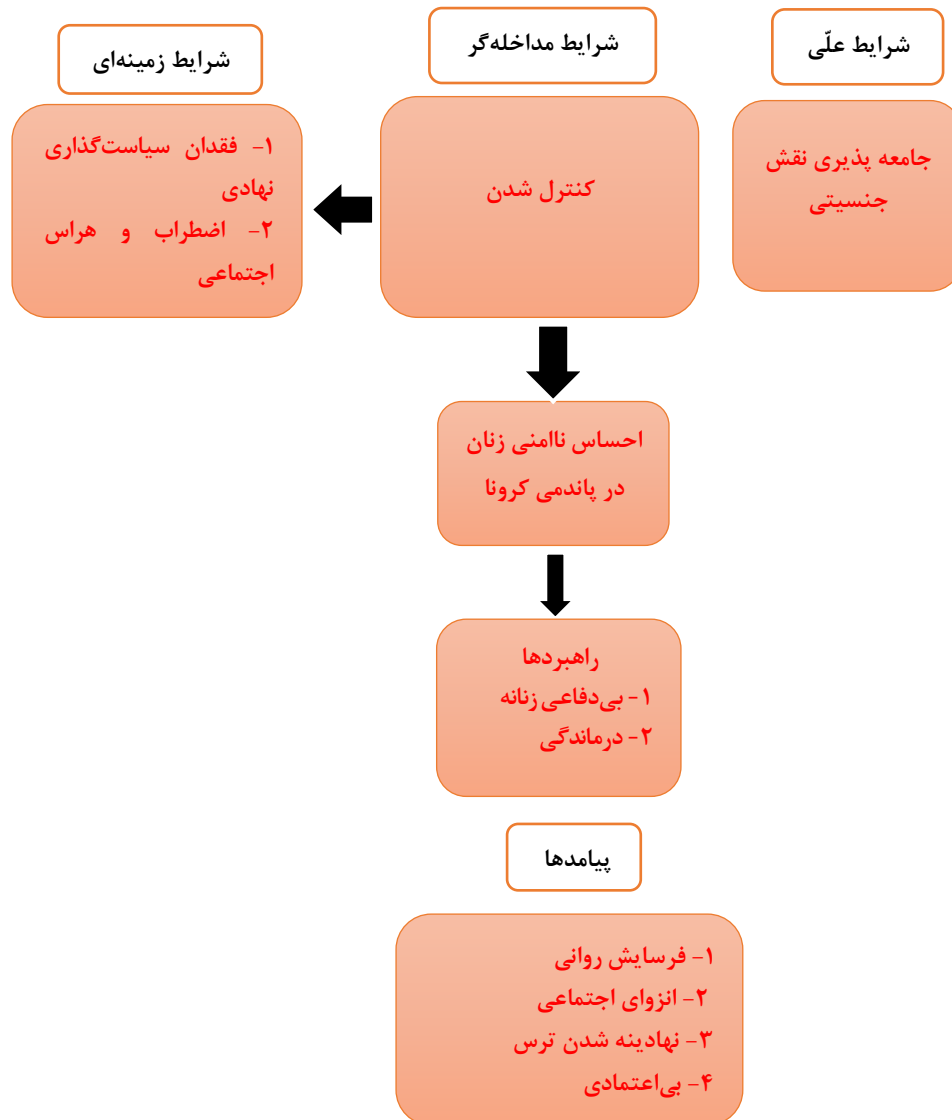 شرایط علّی
شرایط مداخله‌گر
شرایط زمینه‌ای
جامعه پذیری نقش
جنسیتی
کنترل شدن
۱- فقدان سیاست‌گذاری
نهادی
۲- اضطراب و هراس
اجتماعی
احساس ناامنی زنان
در پاندمی کرونا
راهبردها
۱- بی‌دفاعی زنانه
۲- درماندگی
پیامدها
۱- فرسایش روانی
۲- انزوای اجتماعی
۳- نهادینه شدن ترس
۴- بی‌اعتمادی